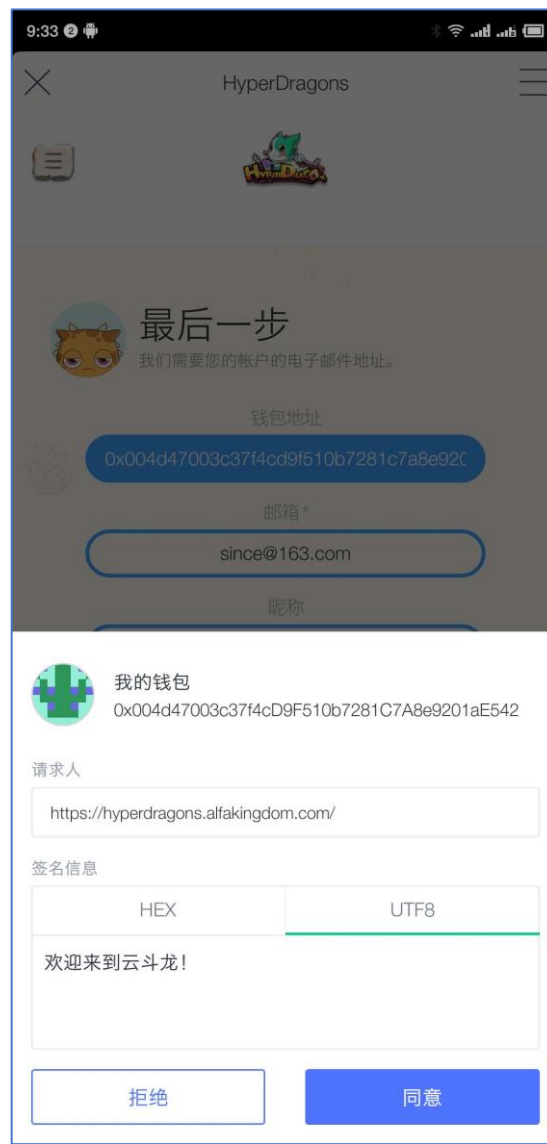 9:33 2
HyperDragons
HyperDragons
最后一步
我们需要您的帐户的电子邮件地址。
钱包地址
0x004d47003c37f4cd9f510b7281c7a8e920
邮箱*
since@163.com
昵称
我的钱包
0x004d47003c37f4cD9F510b7281C7A8e9201aE542
请求人
https://hyperdragons.alfakingdom.com/
签名信息
HEX UTF8
欢迎来到云斗龙！
拒绝 同意